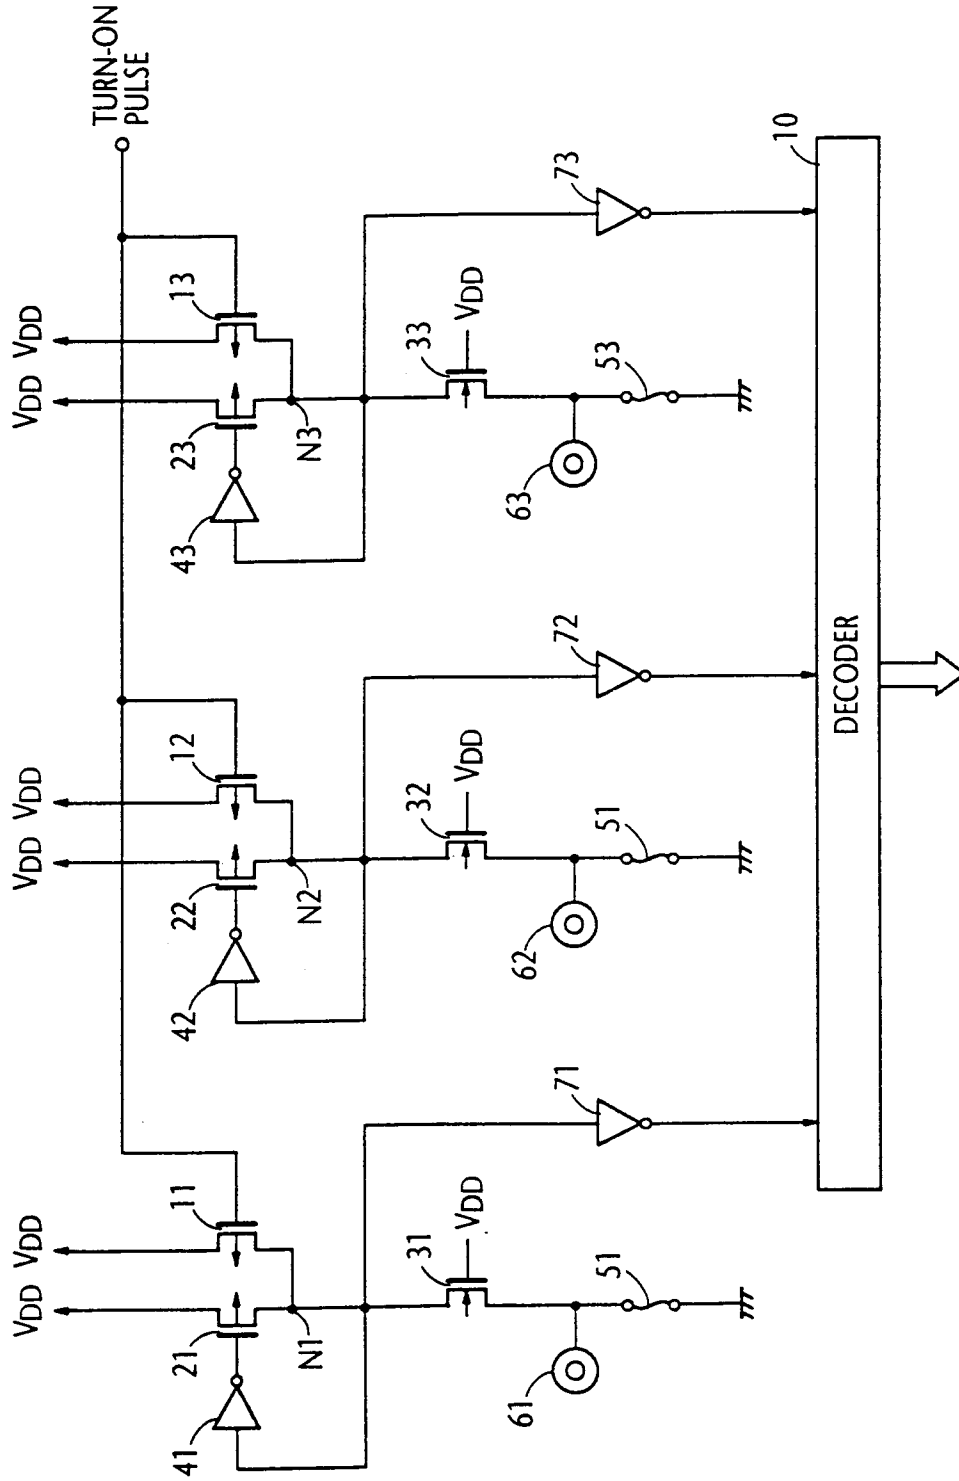 VDD VDD VDD VDD VDD VDD
TURN-ON
PULSE
41 21 11 42 22 12 43 23 13
N1 N2 N3
31 32 33
VDD VDD VDD
61 62 63
71 72 73
51 51 53
10
DECODER